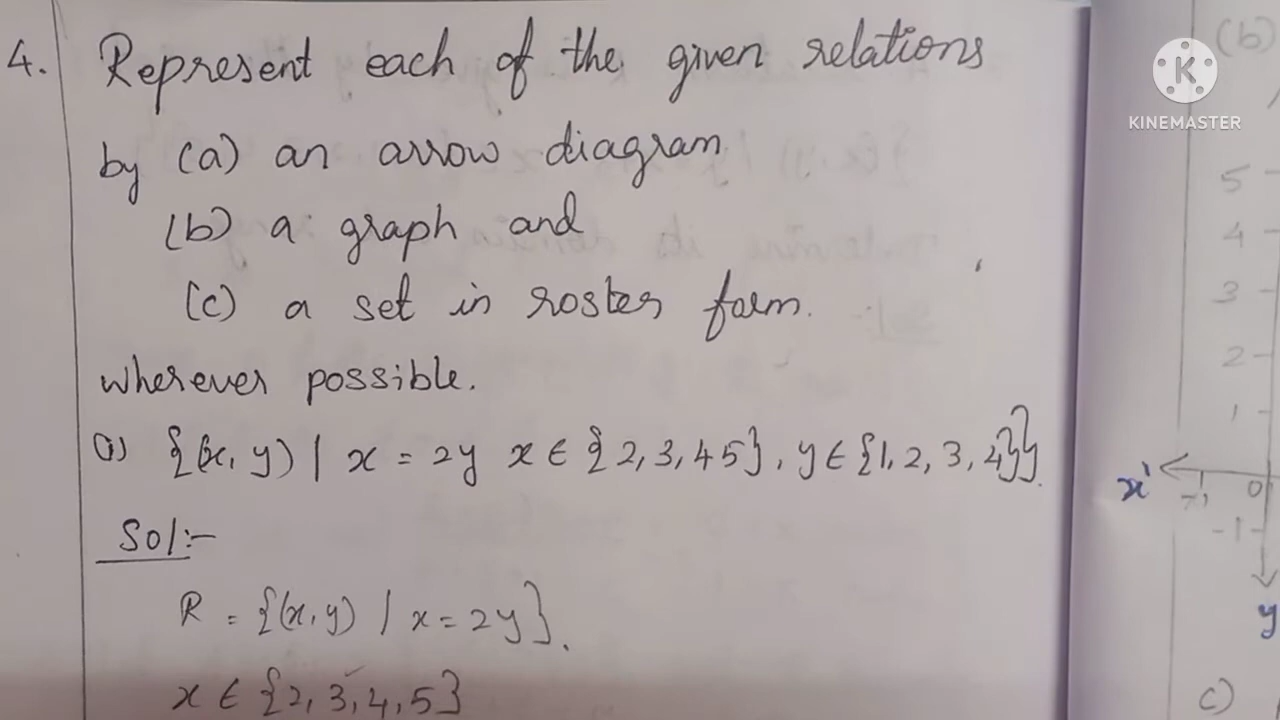 4. Represent each of the given relations
by (a) an arrow diagram
(b) a graph and
(c) a set in roster form.
wherever possible.
(i) {(x, y) | x = 2y x ∈ {2, 3, 4 5}, y ∈ {1, 2, 3, 4}}.
Sol:-
R = {(x, y) | x = 2y}.
x ∈ {2, 3, 4, 5}
(b)
KINEMASTER
5
4
3
2
1
x' -1 0
-1
y
c)